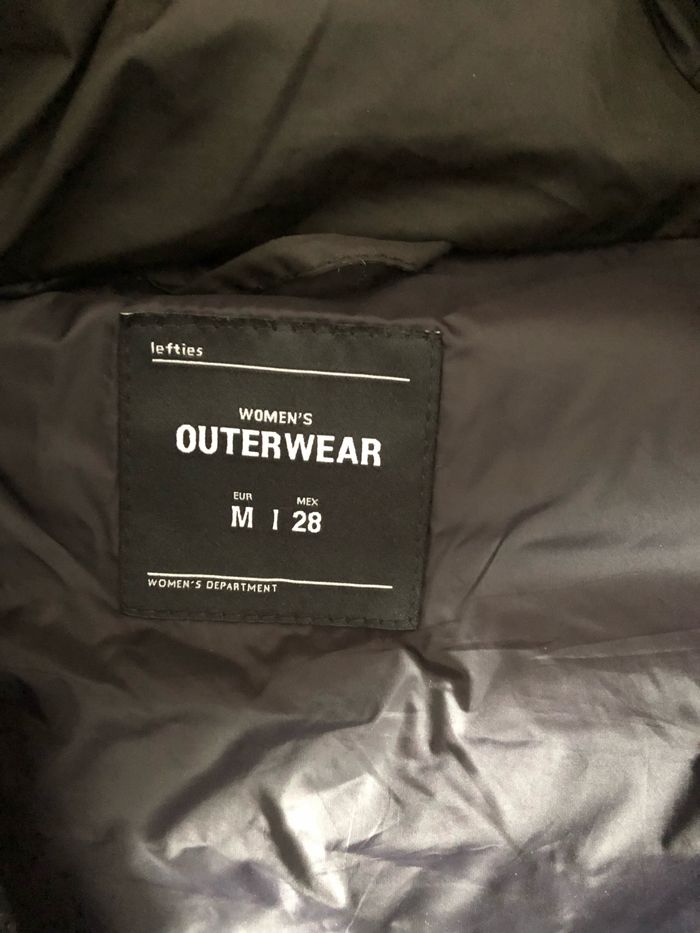 lefties
WOMEN'S
OUTERWEAR
EUR MEX
M | 28
WOMEN'S DEPARTMENT